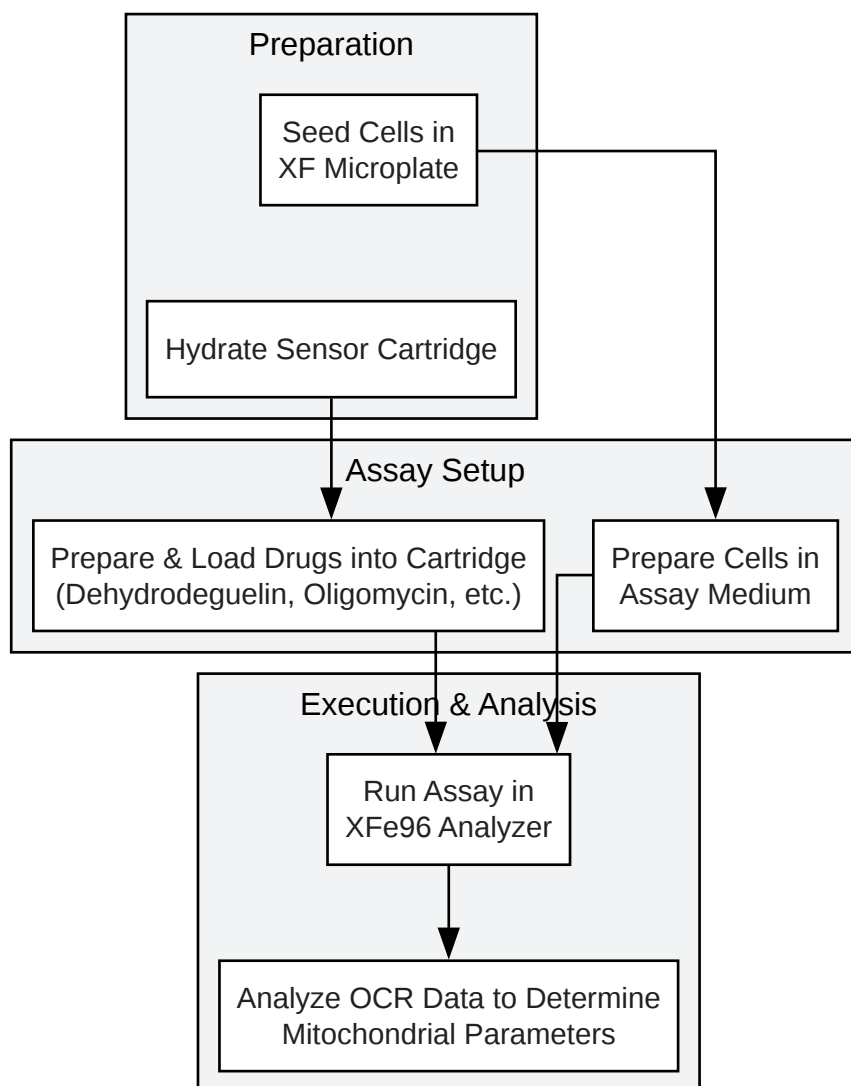 Preparation
Seed Cells in
XF Microplate
Hydrate Sensor Cartridge
Assay Setup
Prepare & Load Drugs into Cartridge
(Dehydrodeguelin, Oligomycin, etc.)
Prepare Cells in
Assay Medium
Execution & Analysis
Run Assay in
XFe96 Analyzer
Analyze OCR Data to Determine
Mitochondrial Parameters